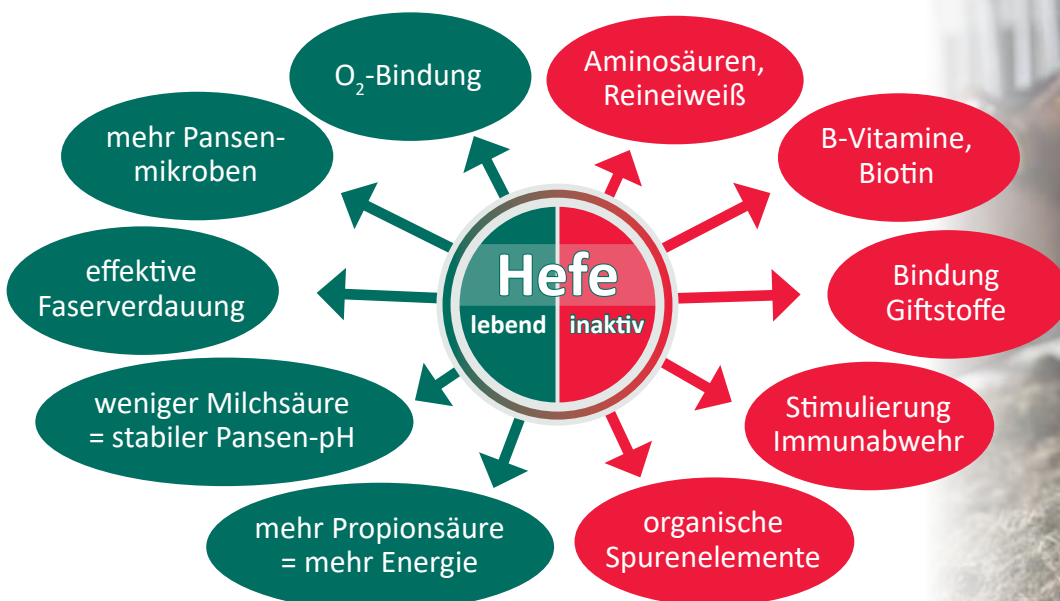 O₂-Bindung
Aminosäuren,
Reineiweiß
mehr Pansen-
mikroben
B-Vitamine,
Biotin
effektive
Faserverdauung
Hefe
lebend
inaktiv
Bindung
Giftstoffe
weniger Milchsäure
= stabiler Pansen-pH
Stimulierung
Immunabwehr
mehr Propionsäure
= mehr Energie
organische
Spurenelemente